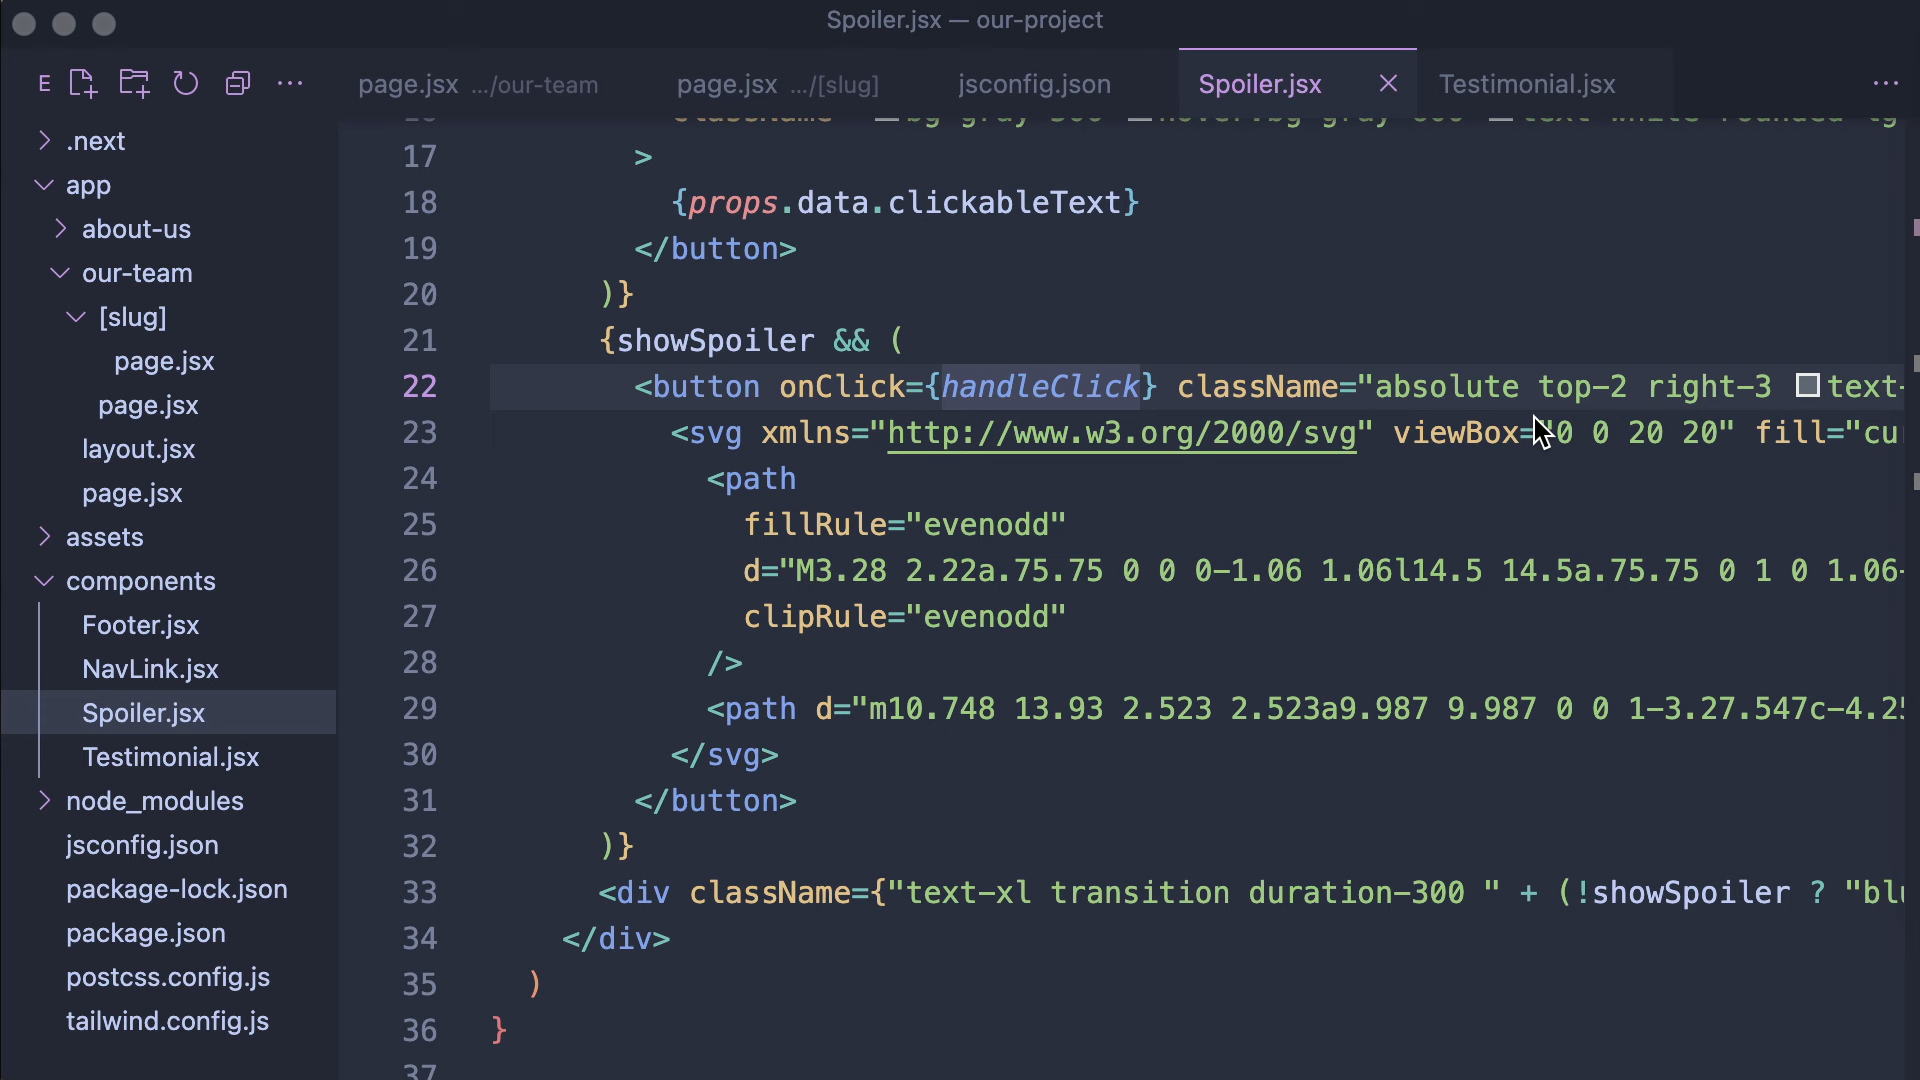 Spoiler.jsx — our-project
E
page.jsx .../our-team
page.jsx .../[slug]
jsconfig.json
Spoiler.jsx
Testimonial.jsx
.next
app
about-us
our-team
[slug]
page.jsx
page.jsx
layout.jsx
page.jsx
assets
components
Footer.jsx
NavLink.jsx
Spoiler.jsx
Testimonial.jsx
node_modules
jsconfig.json
package-lock.json
package.json
postcss.config.js
tailwind.config.js
17 >
18 {props.data.clickableText}
19 </button>
20 )}
21 {showSpoiler && (
22 <button onClick={handleClick} className="absolute top-2 right-3 text-
23 <svg xmlns="http://www.w3.org/2000/svg" viewBox= 0 20 20" fill="cu
24 <path
25 fillRule="evenodd"
26 d="M3.28 2.22a.75.75 0 0 0-1.06 1.06l14.5 14.5a.75.75 0 1 0 1.06-
27 clipRule="evenodd"
28 />
29 <path d="m10.748 13.93 2.523 2.523a9.987 9.987 0 0 1-3.27.547c-4.25
30 </svg>
31 </button>
32 )}
33 <div className={"text-xl transition duration-300 " + (!showSpoiler ? "blu
34 </div>
35 )
36 }
37